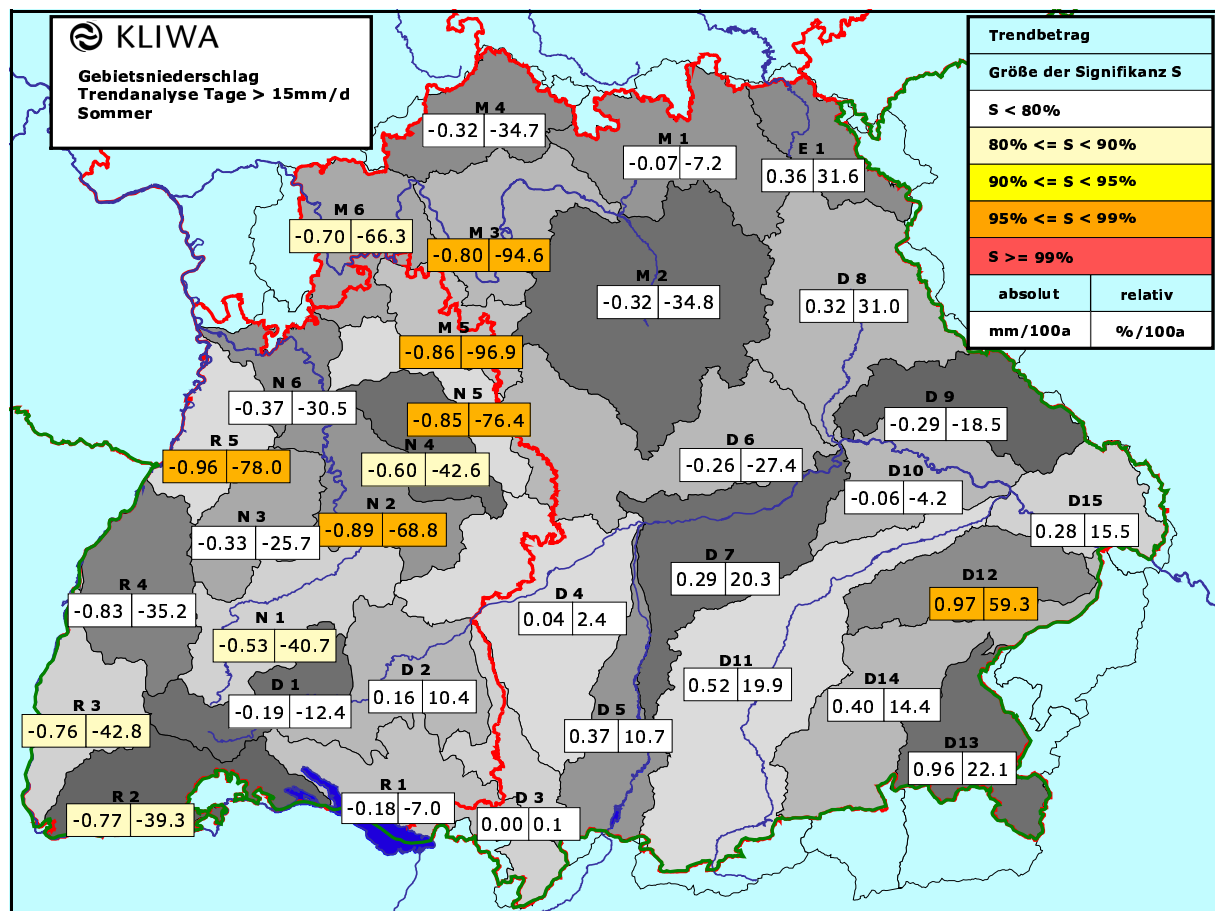 KLIWA
Gebietsniederschlag
Trendanalyse Tage > 15mm/d
Sommer
Trendbetrag
Größe der Signifikanz S
S < 80%
80% <= S < 90%
90% <= S < 95%
95% <= S < 99%
S >= 99%
absolut relativ
mm/100a %/100a
M 4
-0.32 -34.7
M 1
-0.07 -7.2
E 1
0.36 31.6
M 6
-0.70 -66.3
M 3
-0.80 -94.6
M 2
-0.32 -34.8
D 8
0.32 31.0
M 5
-0.86 -96.9
N 6
-0.37 -30.5
N 5
-0.85 -76.4
D 9
-0.29 -18.5
R 5
-0.96 -78.0
N 4
-0.60 -42.6
D 6
-0.26 -27.4
D10
-0.06 -4.2
N 3
-0.33 -25.7
N 2
-0.89 -68.8
D15
0.28 15.5
R 4
-0.83 -35.2
D 7
0.29 20.3
D 4
0.04 2.4
D12
0.97 59.3
N 1
-0.53 -40.7
D 1
-0.19 -12.4
D 2
0.16 10.4
D11
0.52 19.9
D14
0.40 14.4
R 3
-0.76 -42.8
D 5
0.37 10.7
D13
0.96 22.1
R 2
-0.77 -39.3
R 1
-0.18 -7.0
D 3
0.00 0.1